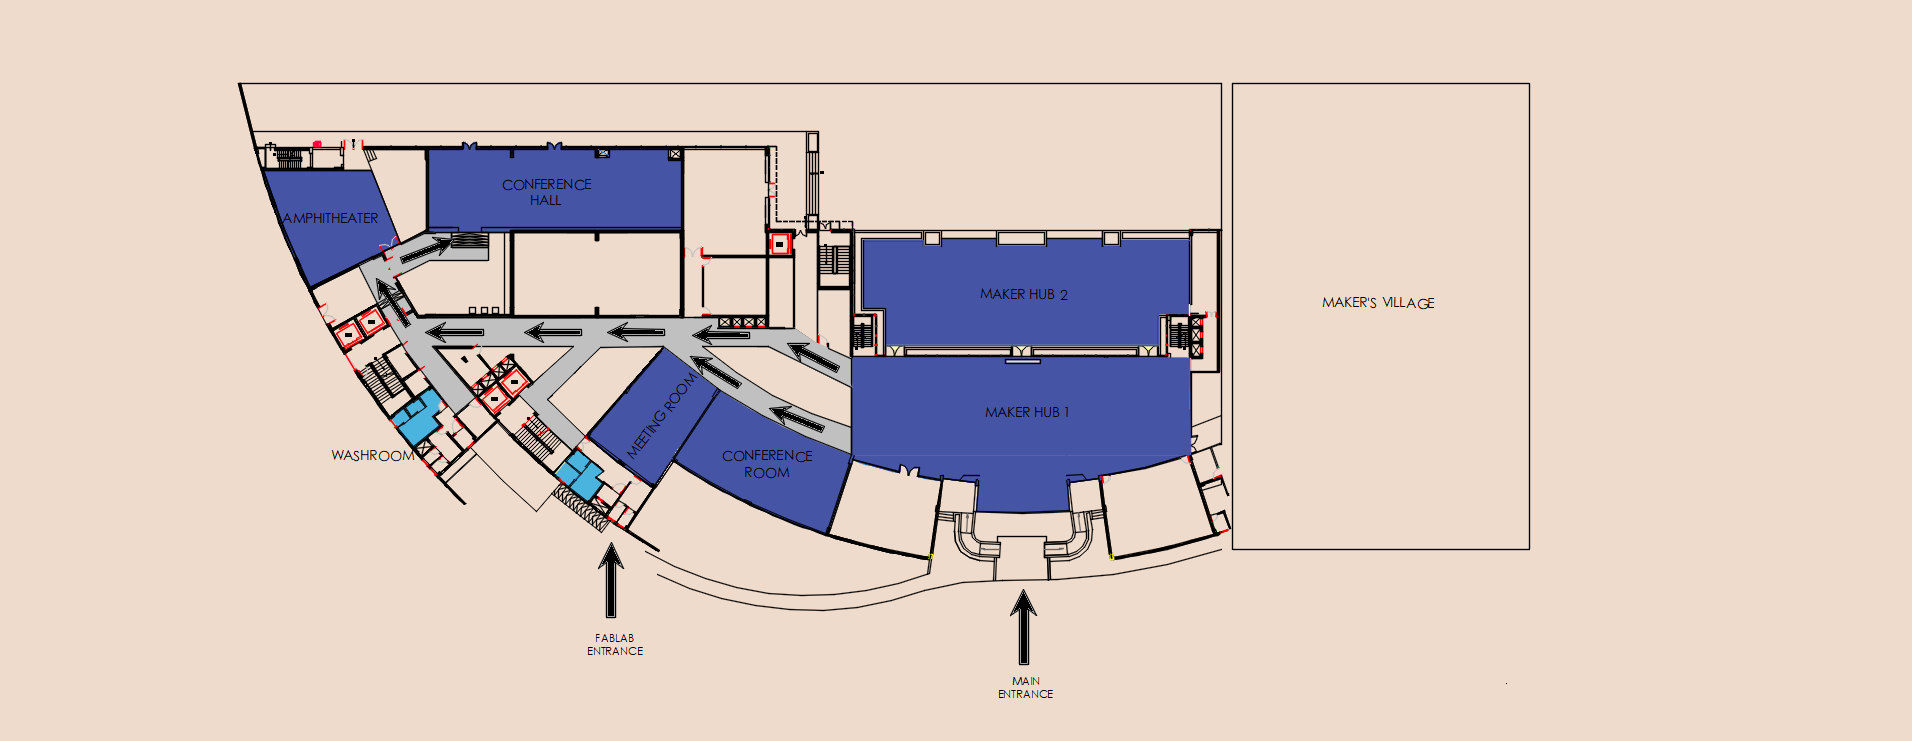 CONFERENCE
HALL
AMPHITHEATER
MAKER HUB 2
MAKER'S VILLAGE
MAKER HUB 1
MEETING ROOM
CONFERENCE
ROOM
WASHROOM
FABLAB
ENTRANCE
MAIN
ENTRANCE